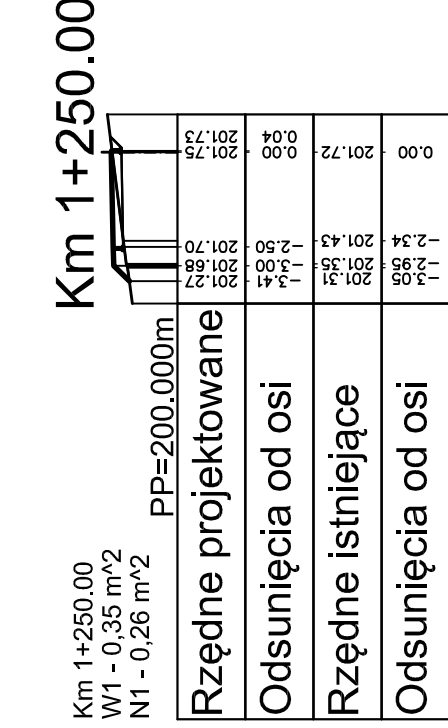 Km 1+250.00
Km 1+250.00
W1 - 0,35 m^2
N1 - 0,26 m^2
PP=200.000m
Rzędne projektowane
201.27 201.68 201.70 201.75 201.73
Odsunięcia od osi
-3.41 -3.00 -2.50 0.00 0.04
Rzędne istniejące
201.31 201.35 201.43 201.72
Odsunięcia od osi
-3.05 -2.95 -2.34 0.00